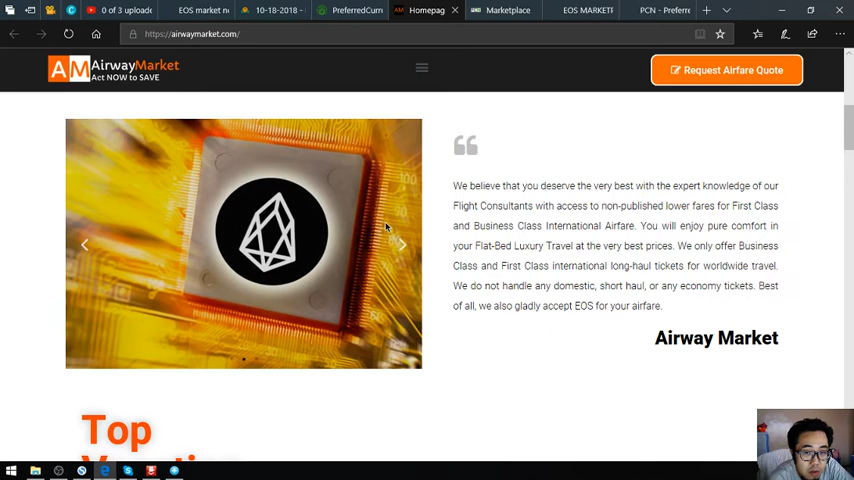 0 of 3 uploade
EOS market ne
10-18-2018 -
PreferredCurr
Homepag
Marketplace
EOS MARKETP
PCN - Preferre
https://airwaymarket.com/
AM AirwayMarket
Act NOW to SAVE
Request Airfare Quote
We believe that you deserve the very best with the expert knowledge of our
Flight Consultants with access to non-published lower fares for First Class
and Business Class International Airfare. You will enjoy pure comfort in
your Flat-Bed Luxury Travel at the very best prices. We only offer Business
Class and First Class international long-haul tickets for worldwide travel.
We do not handle any domestic, short haul, or any economy tickets. Best
of all, we also gladly accept EOS for your airfare.
Airway Market
Top